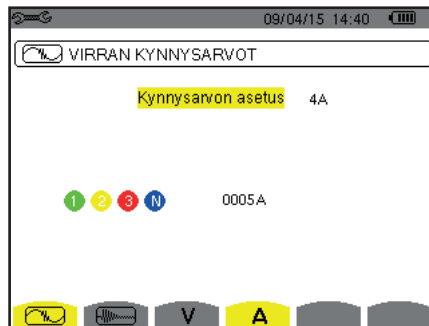 09/04/15 14:40
VIRRAN KYNNYSARVOT
Kynnysarvon asetus 4A
1 2 3 N 0005A
V A